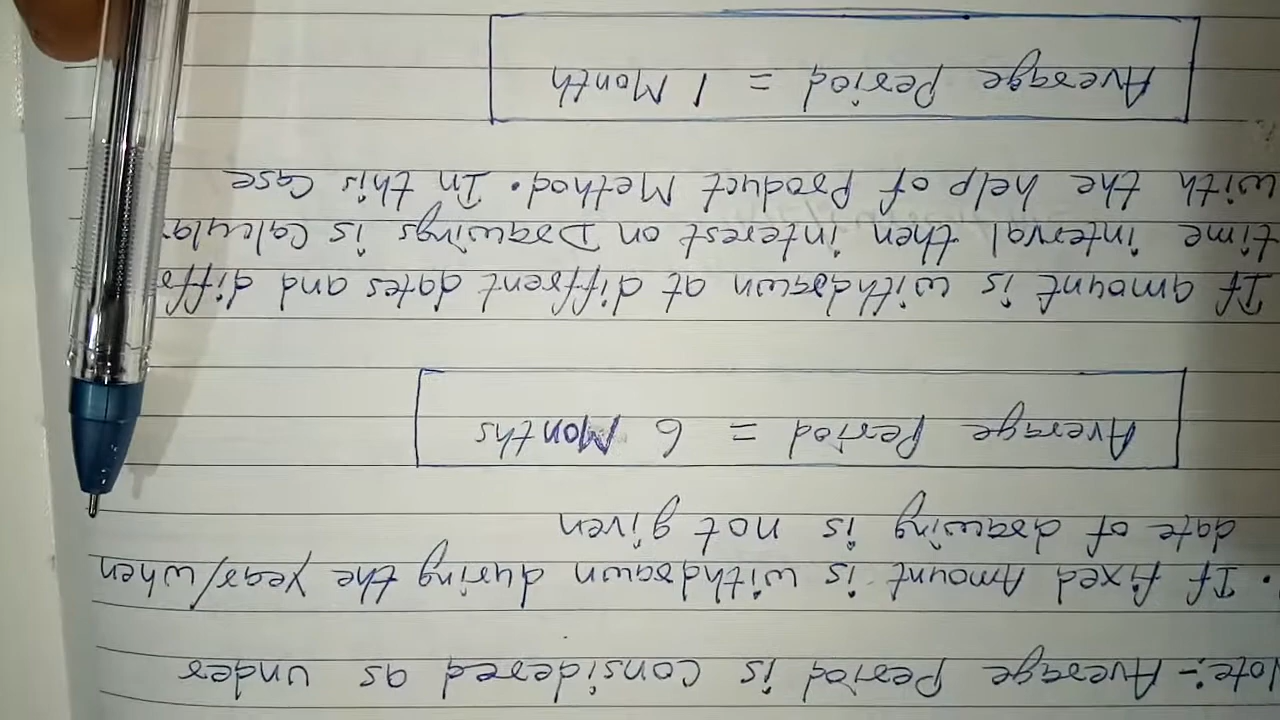 Note:- Average Period is considered as under
• If fixed Amount is withdrawn during the year/when
date of drawing is not given
Average Period = 6 Months
If amount is withdrawn at diffrent dates and diff
time interval then interest on Drawings is Calcula
with the help of Product Method. In this case
Average Period = 1 Month